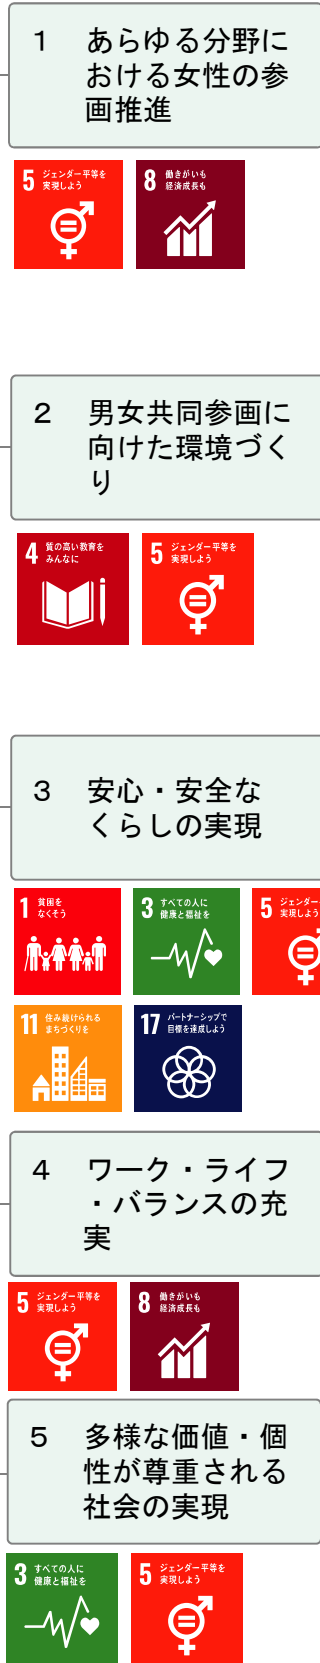 １　あらゆる分野に
おける女性の参
画推進
5 ジェンダー平等を
実現しよう
8 働きがいも
経済成長も
２　男女共同参画に
向けた環境づく
り
4 質の高い教育を
みんなに
5 ジェンダー平等を
実現しよう
３　安心・安全な
くらしの実現
1 貧困を
なくそう
3 すべての人に
健康と福祉を
5 ジェンダー
実現しよう
11 住み続けられる
まちづくりを
17 パートナーシップで
目標を達成しよう
４　ワーク・ライフ
・バランスの充
実
5 ジェンダー平等を
実現しよう
8 働きがいも
経済成長も
５　多様な価値・個
性が尊重される
社会の実現
3 すべての人に
健康と福祉を
5 ジェンダー平等を
実現しよう